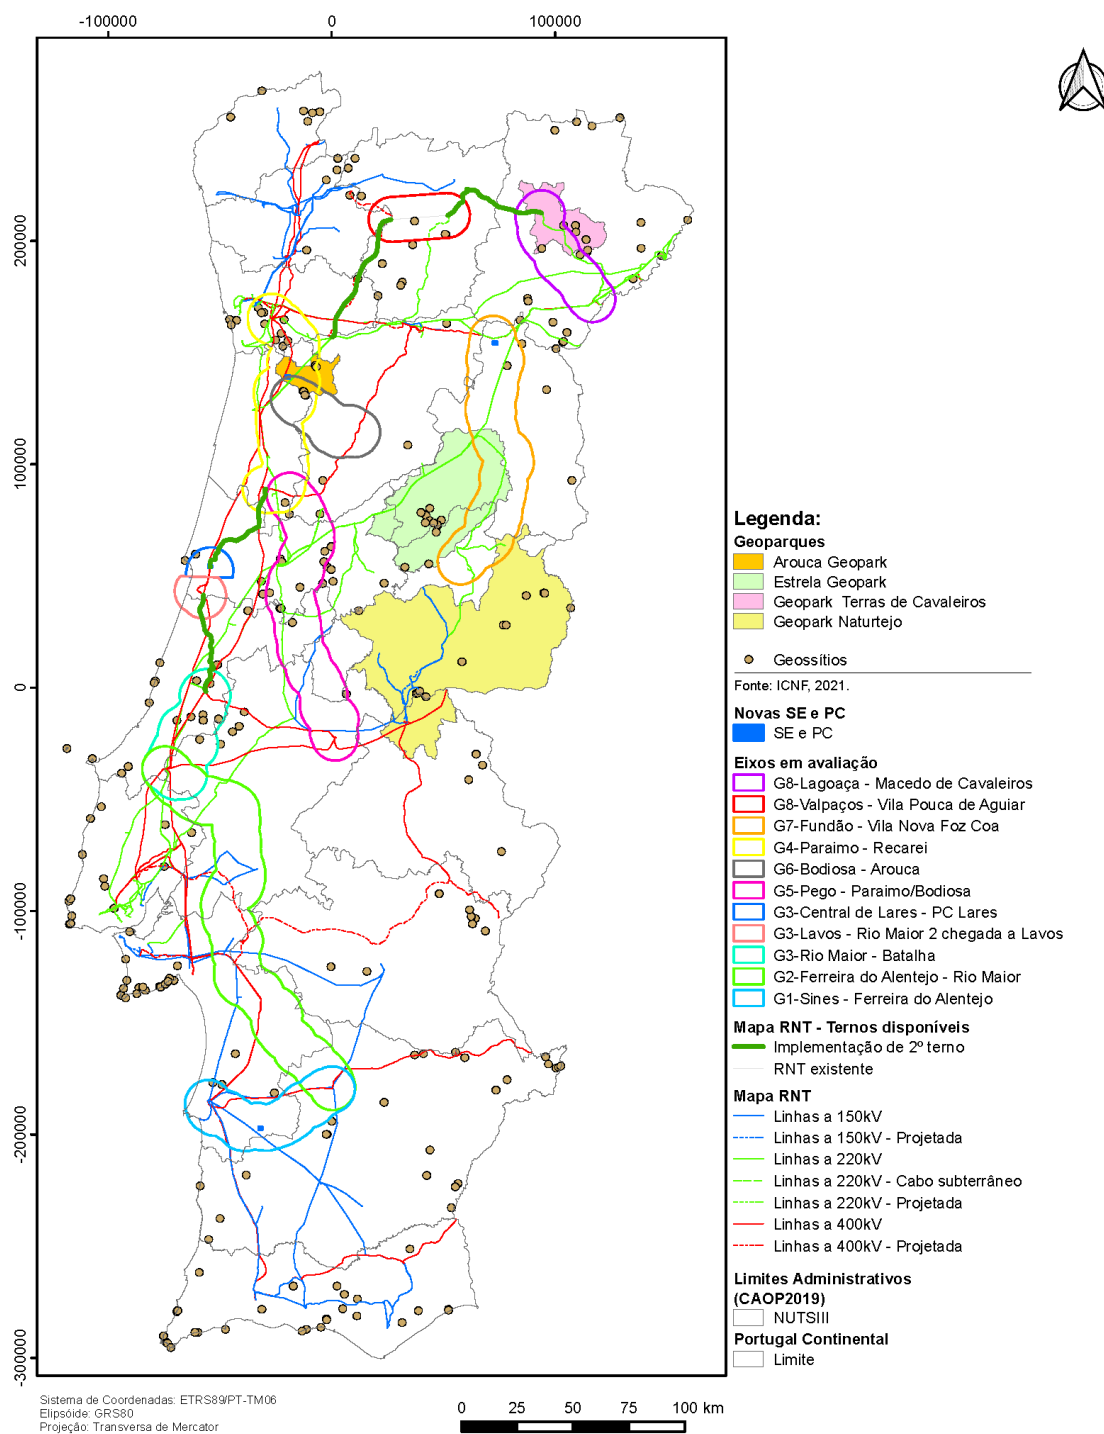 -100000
0
100000
200000
100000
0
-100000
-200000
-300000
Legenda:
Geoparques
Arouca Geopark
Estrela Geopark
Geopark Terras de Cavaleiros
Geopark Naturtejo
Geossítios
Fonte: ICNF, 2021.
Novas SE e PC
SE e PC
Eixos em avaliação
G8-Lagoaça - Macedo de Cavaleiros
G8-Valpaços - Vila Pouca de Aguiar
G7-Fundão - Vila Nova Foz Coa
G4-Paraimo - Recarei
G6-Bodiosa - Arouca
G5-Pego - Paraimo/Bodiosa
G3-Central de Lares - PC Lares
G3-Lavos - Rio Maior 2 chegada a Lavos
G3-Rio Maior - Batalha
G2-Ferreira do Alentejo - Rio Maior
G1-Sines - Ferreira do Alentejo
Mapa RNT - Ternos disponíveis
Implementação de 2º terno
RNT existente
Mapa RNT
Linhas a 150kV
Linhas a 150kV - Projetada
Linhas a 220kV
Linhas a 220kV - Cabo subterrâneo
Linhas a 220kV - Projetada
Linhas a 400kV
Linhas a 400kV - Projetada
Limites Administrativos
(CAOP2019)
NUTSIII
Portugal Continental
Limite
Sistema de Coordenadas: ETRS89/PT-TM06
Elipsóide: GRS80
Projeção: Transversa de Mercator
0 25 50 75 100 km